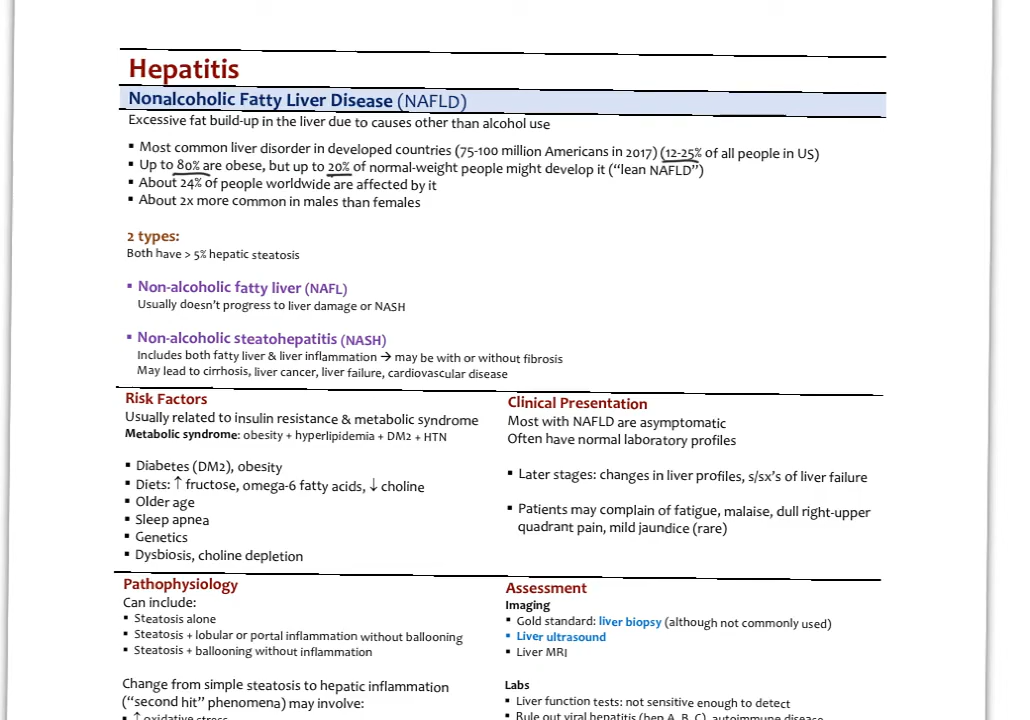 Hepatitis
Nonalcoholic Fatty Liver Disease (NAFLD)
Excessive fat build-up in the liver due to causes other than alcohol use
▪ Most common liver disorder in developed countries (75-100 million Americans in 2017) (12-25% of all people in US)
▪ Up to 80% are obese, but up to 20% of normal-weight people might develop it (“lean NAFLD”)
▪ About 24% of people worldwide are affected by it
▪ About 2x more common in males than females
2 types:
Both have > 5% hepatic steatosis
▪ Non-alcoholic fatty liver (NAFL)
Usually doesn’t progress to liver damage or NASH
▪ Non-alcoholic steatohepatitis (NASH)
Includes both fatty liver & liver inflammation → may be with or without fibrosis
May lead to cirrhosis, liver cancer, liver failure, cardiovascular disease
Risk Factors
Usually related to insulin resistance & metabolic syndrome
Metabolic syndrome: obesity + hyperlipidemia + DM2 + HTN
▪ Diabetes (DM2), obesity
▪ Diets: ↑ fructose, omega-6 fatty acids, ↓ choline
▪ Older age
▪ Sleep apnea
▪ Genetics
▪ Dysbiosis, choline depletion
Clinical Presentation
Most with NAFLD are asymptomatic
Often have normal laboratory profiles
▪ Later stages: changes in liver profiles, s/sx’s of liver failure
▪ Patients may complain of fatigue, malaise, dull right-upper
quadrant pain, mild jaundice (rare)
Pathophysiology
Can include:
▪ Steatosis alone
▪ Steatosis + lobular or portal inflammation without ballooning
▪ Steatosis + ballooning without inflammation
Change from simple steatosis to hepatic inflammation
(“second hit” phenomena) may involve:
▪ ↑ oxidative stress
Assessment
Imaging
▪ Gold standard: liver biopsy (although not commonly used)
▪ Liver ultrasound
▪ Liver MRI
Labs
▪ Liver function tests: not sensitive enough to detect
▪ Rule out viral hepatitis (hep A, B, C), autoimmune disease